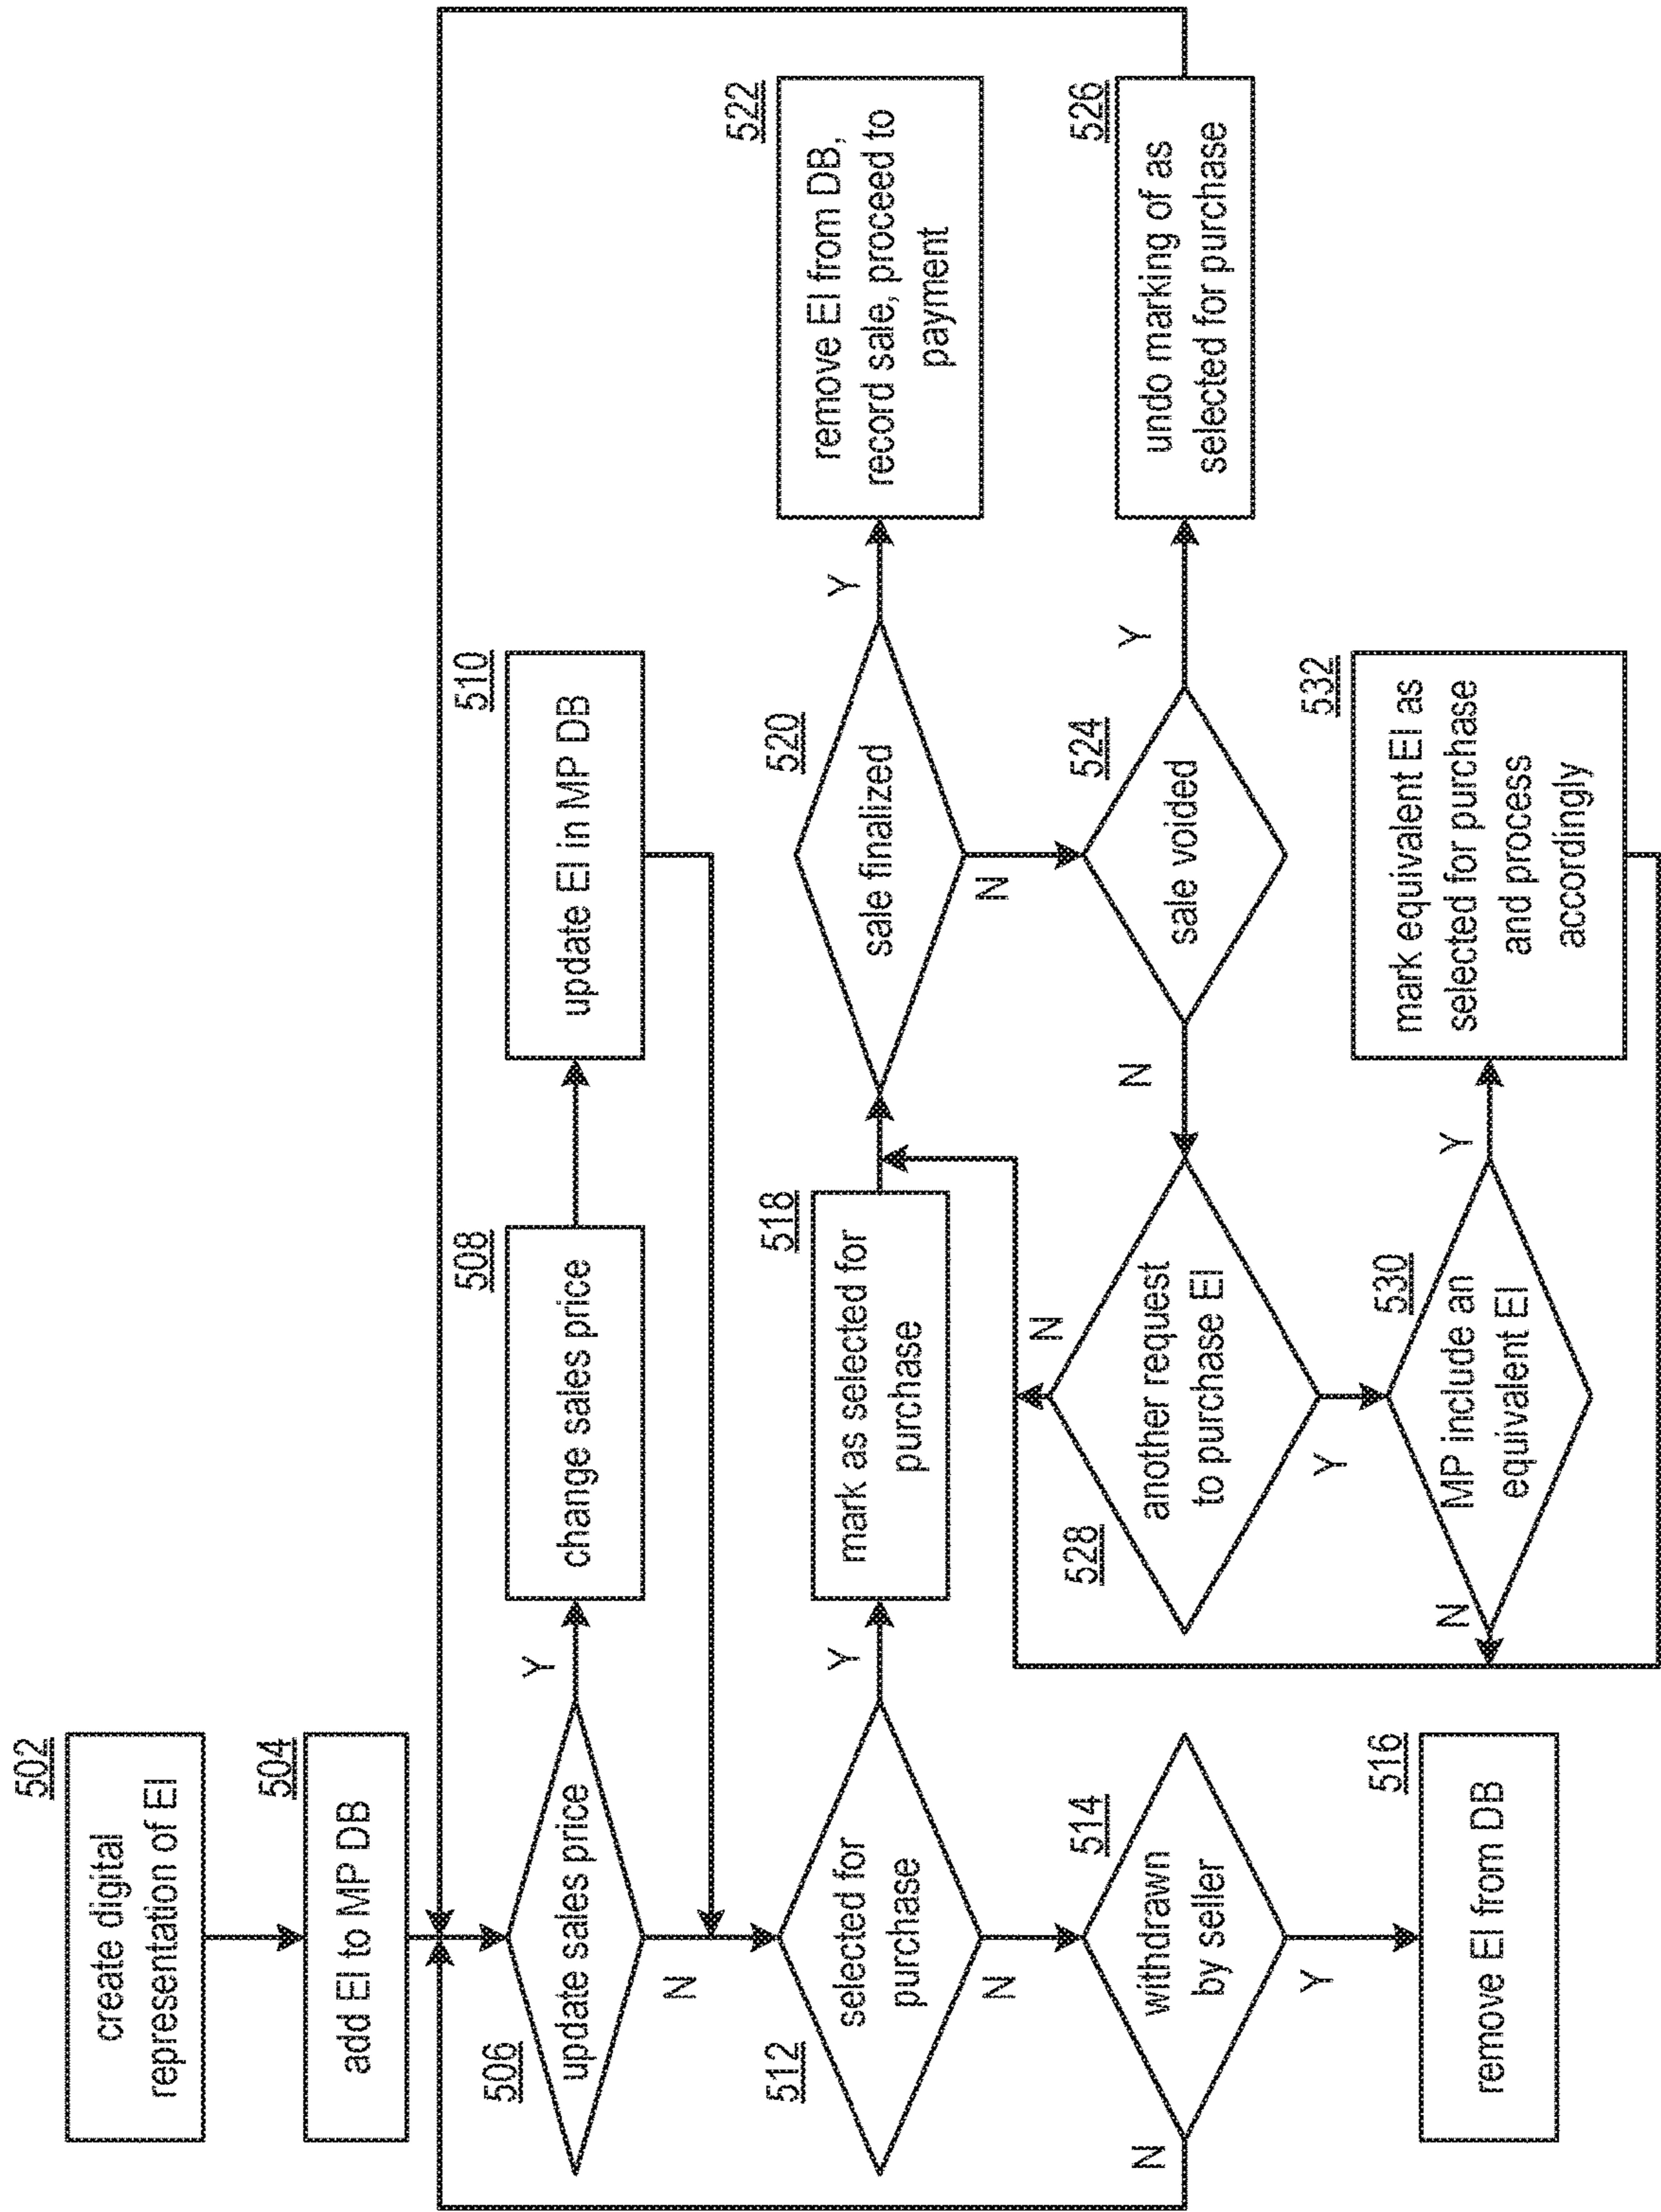 502
create digital
representation of EI
504
add EI to MP DB
506
update sales price
Y
N
508
change sales price
510
update EI in MP DB
512
selected for
purchase
Y
N
514
withdrawn
by seller
N
Y
516
remove EI from DB
518
mark as selected for
purchase
520
sale finalized
Y
N
522
remove EI from DB,
record sale, proceed to
payment
524
sale voided
Y
N
526
undo marking of as
selected for purchase
528
another request
to purchase EI
N
Y
530
MP include an
equivalent EI
N
Y
532
mark equivalent EI as
selected for purchase
and process
accordingly